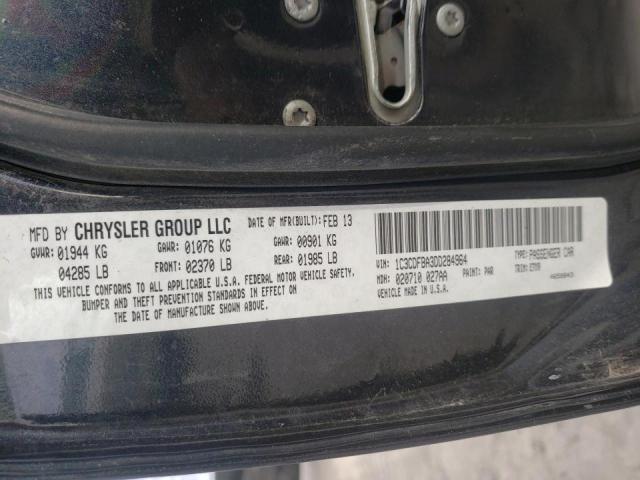 MFD BY CHRYSLER GROUP LLC
DATE OF MFR(BUILT): FEB 13
GVWR: 01944 KG
GAWR: 01076 KG
GAWR: 00901 KG
04285 LB
FRONT: 02370 LB
REAR: 01985 LB
THIS VEHICLE CONFORMS TO ALL APPLICABLE U.S.A. FEDERAL MOTOR VEHICLE SAFETY,
BUMPER AND THEFT PREVENTION STANDARDS IN EFFECT ON
THE DATE OF MANUFACTURE SHOWN ABOVE.
VIN: 1C3CDFBA3DD284964
TYPE: PASSENGER CAR
MDH: 020710 027AA
PAINT: PAR
TRIM:
VEHICLE MADE IN U.S.A.